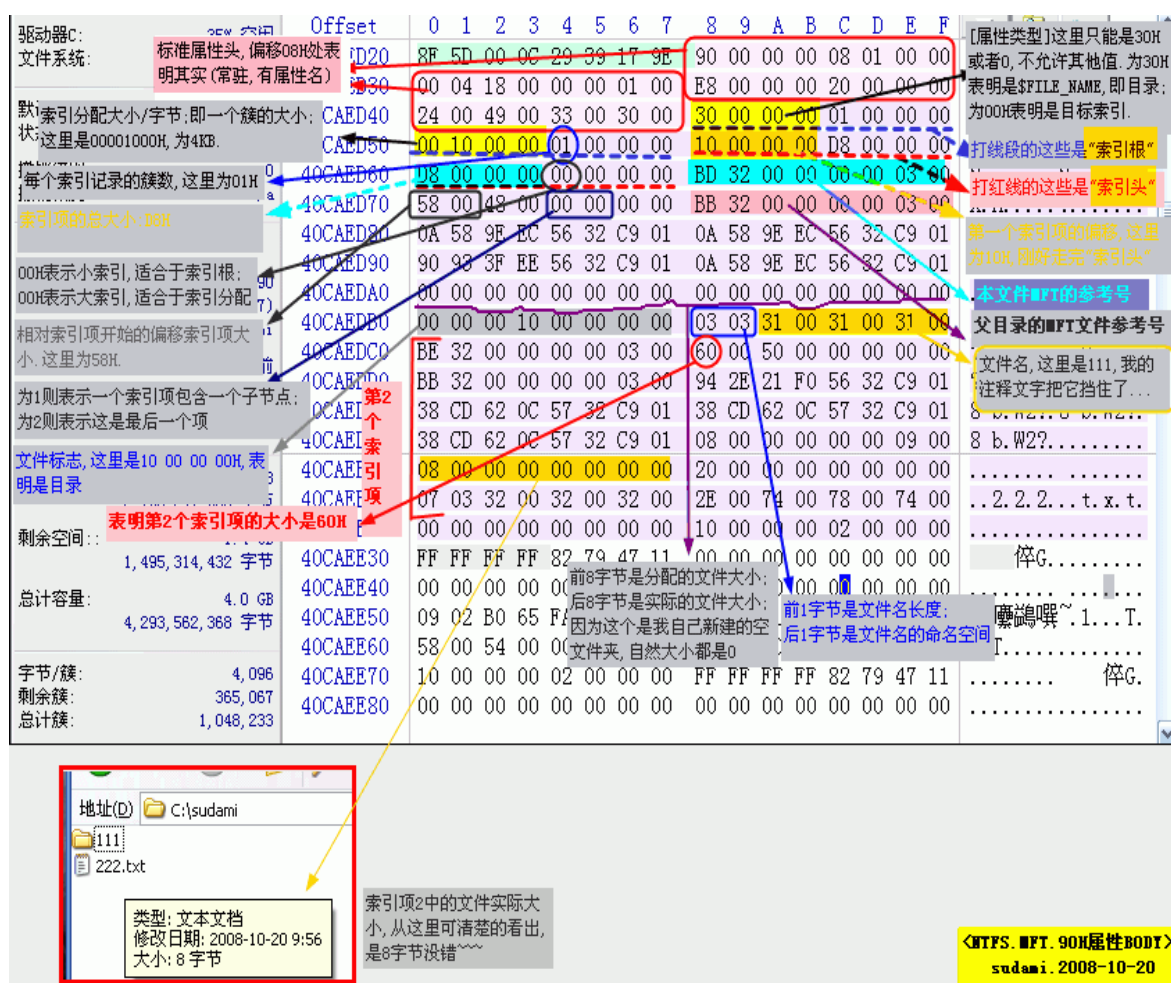 驱动器C:
文件系统:
标准属性头,偏移08H处表
明其实(常驻,有属性名)
索引分配大小/字节;即一个簇的大小;
这里是00001000H,为4KB.
每个索引记录的簇数,这里为01H
索引项的总大小:58H
00H表示小索引,适合于索引根;
00H表示大索引,适合于索引分配
相对索引项开始的偏移索引项大
小.这里为58H.
为1则表示一个索引项包含一个子节点;
为2则表示这是最后一个项
文件标志,这里是10 00 00 00H,表
明是目录
表明第2个索引项的大小是60H
第2个索引项
剩余空间:
1,495,314,432 字节
总计容量: 4.0 GB
4,293,562,368 字节
字节/簇: 4,096
剩余簇: 365,067
总计簇: 1,048,233
Offset 0 1 2 3 4 5 6 7 8 9 A B C D E F
D20 8F 5D 00 0C 29 39 17 9E 90 00 00 00 08 01 00 00
D30 00 04 18 00 00 00 01 00 E8 00 00 00 20 00 00 00
CAED40 24 00 49 00 33 00 30 00 30 00 00 00 01 00 00 00
CAED50 00 10 00 00 01 00 00 00 10 00 00 00 D8 00 00 00
40CAED60 08 00 00 00 00 00 00 00 BD 32 00 00 00 00 03 00
40CAED70 58 00 48 00 00 00 00 00 BB 32 00 00 00 00 03 00
40CAED80 0A 58 9E EC 56 32 C9 01 0A 58 9E EC 56 32 C9 01
40CAED90 90 93 3F EE 56 32 C9 01 0A 58 9E EC 56 32 C9 01
40CAEDA0 00 00 00 00 00 00 00 00 00 00 00 00 00 00 00 00
40CAEDB0 00 00 00 10 00 00 00 00 03 03 31 00 31 00 31 00
40CAEDC0 BE 32 00 00 00 00 03 00 60 00 50 00 00 00 00 00
40CAEDD0 BB 32 00 00 00 00 03 00 94 2E 21 F0 56 32 C9 01
40CAE 38 CD 62 0C 57 32 C9 01 38 CD 62 0C 57 32 C9 01 8 b.W2?8 b.W2?
40CAE 38 CD 62 0C 57 32 C9 01 08 00 00 00 00 00 09 00 8 b.W2?.........
40CAE 08 00 00 00 00 00 00 00 20 00 00 00 00 00 00 00
40CAE 07 03 32 00 32 00 32 00 2E 00 74 00 78 00 74 00 ..2.2.2...t.x.t.
00 00 00 00 00 00 00 00 10 00 00 00 02 00 00 00
40CAEE30 FF FF FF FF 82 79 47 11 00 00 00 00 00 00 00 00 倅G.........
40CAEE40 00 00 00 00 00
40CAEE50 09 02 B0 65
40CAEE60 58 00 54 00
40CAEE70 10 00 00 00 02 00 00 00 FF FF FF FF 82 79 47 11 ........ 倅G.
40CAEE80 00 00 00 00 00 00 00 00 00 00 00 00 00 00 00 00 ................
[属性类型]这里只能是30H
或者0,不允许其他值.为30H
表明是$FILE_NAME,即目录;
为00H表明是目标索引.
打线段的这些是“索引根”
打红线的这些是“索引头”
第一个索引项的偏移,这里
为10H,刚好是完“索引头”
本文件MFT的参考号
父目录的MFT文件参考号
文件名,这里是111,我的
注释文字把它挡住了...
前8字节是分配的文件大小;
后8字节是实际的文件大小;
因为这个是我自己新建的空
文件夹,自然大小都是0
前1字节是文件名长度;
后1字节是文件名的命名空间
地址(D) C:\sudami
111
222.txt
类型: 文本文档
修改日期: 2008-10-20 9:56
大小: 8 字节
索引项2中的文件实际大
小,从这里可清楚的看出,
是8字节没错~~~
<NTFS.MFT.90H属性BODY>
sudami.2008-10-20